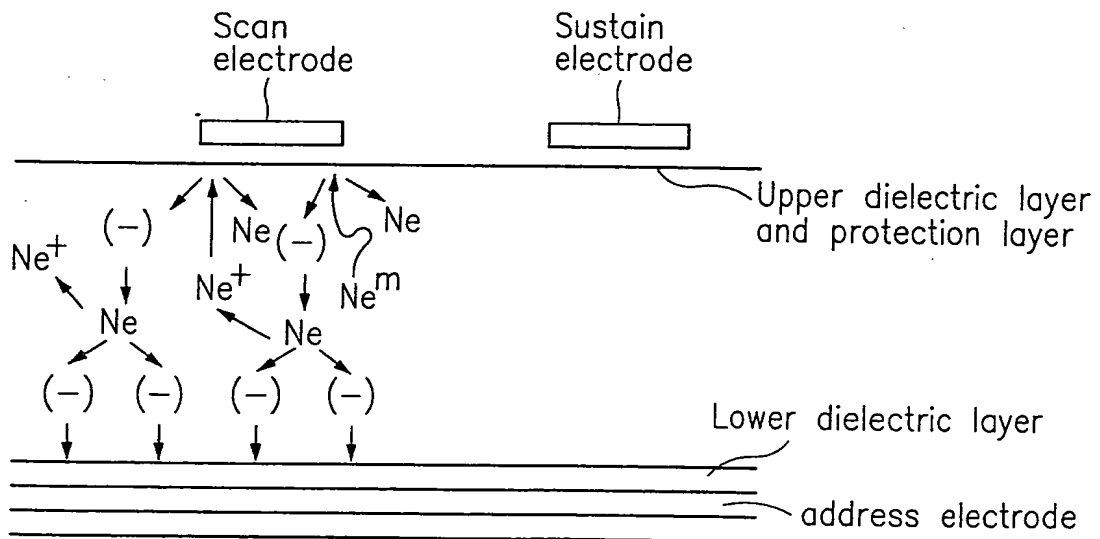 Scan
electrode
Sustain
electrode
Upper dielectric layer
and protection layer
(−)
Ne
(−)
Ne
Ne+
Ne+
Nem
Ne
Ne
(−) (−) (−) (−)
Lower dielectric layer
address electrode